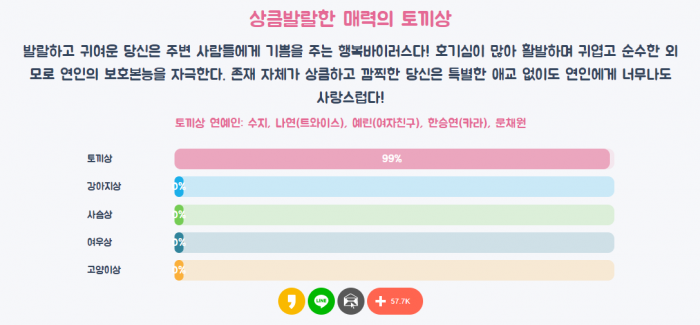 상큼발랄한 매력의 토끼상
발랄하고 귀여운 당신은 주변 사람들에게 기쁨을 주는 행복바이러스다! 호기심이 많아 활발하며 귀엽고 순수한 외
모로 연인의 보호본능을 자극한다. 존재 자체가 상큼하고 깜찍한 당신은 특별한 애교 없이도 연인에게 너무나도
사랑스럽다!
토끼상 연예인: 수지, 나연(트와이스), 예린(여자친구), 한승연(카라), 문채원
토끼상 99%
강아지상 0%
사슴상 0%
여우상 0%
고양이상 0%
LINE 57.7K